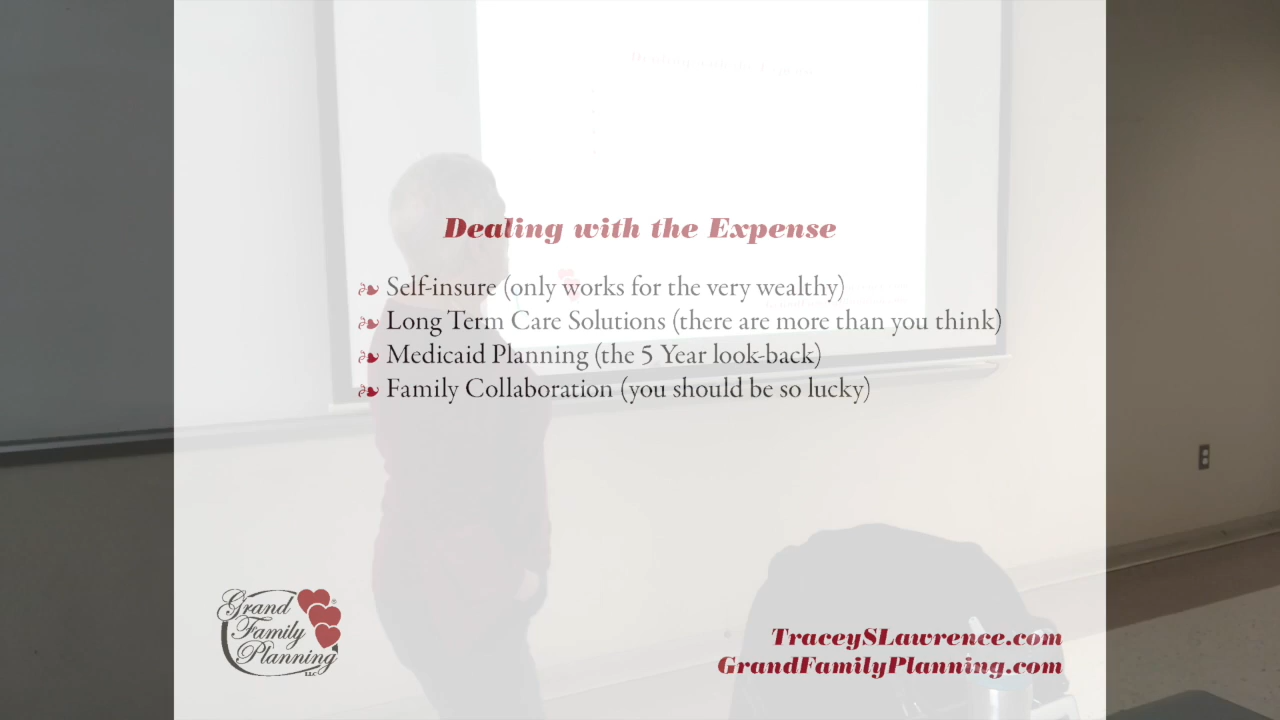 Dealing with the Expense
Self-insure (only works for the very wealthy)
Long Term Care Solutions (there are more than you think)
Medicaid Planning (the 5 Year look-back)
Family Collaboration (you should be so lucky)
Grand
Family
Planning
LLC
TraceySLawrence.com
GrandFamilyPlanning.com